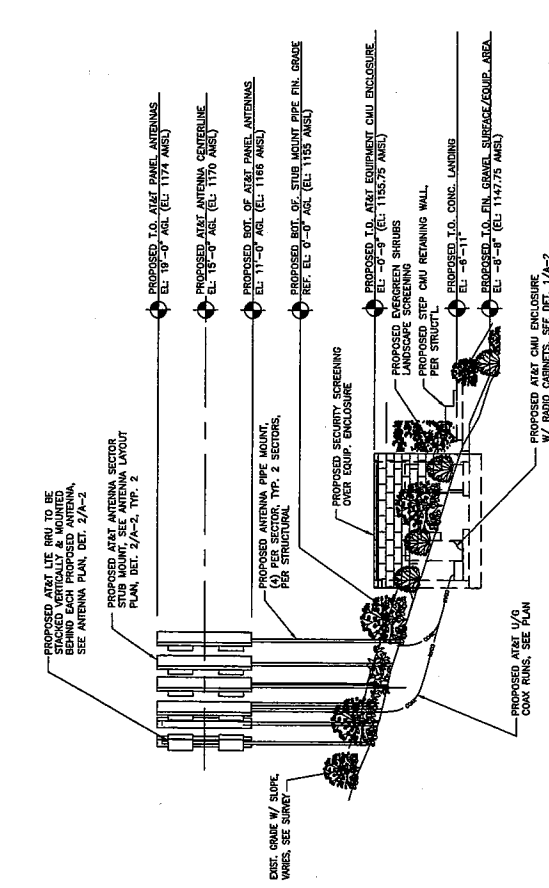 PROPOSED AT&T LTE RRU TO BE
STACKED VERTICALLY & MOUNTED
BEHIND EACH PROPOSED ANTENNA,
SEE ANTENNA PLAN, DET. 2/A-2
PROPOSED AT&T ANTENNA SECTOR
STUB MOUNT, SEE ANTENNA LAYOUT
PLAN, DET. 2/A-2, TYP. 2
PROPOSED ANTENNA PIPE MOUNT,
(4) PER SECTOR, TYP. 2 SECTORS,
PER STRUCTURAL
PROPOSED SECURITY SCREENING
OVER EQUIP. ENCLOSURE
PROPOSED T.O. AT&T PANEL ANTENNAS
EL: 19'-0" AGL (EL: 1174 AMSL)
PROPOSED AT&T ANTENNA CENTERLINE
EL: 15'-0" AGL (EL: 1170 AMSL)
PROPOSED BOT. OF AT&T PANEL ANTENNAS
EL: 11'-0" AGL (EL: 1166 AMSL)
PROPOSED BOT. OF STUB MOUNT PIPE FIN. GRADE
REF. EL: 0'-0" AGL (EL: 1155 AMSL)
PROPOSED T.O. AT&T EQUIPMENT CMU ENCLOSURE
EL: -0'-9" (EL: 1155.75 AMSL)
PROPOSED EVERGREEN SHRUBS
LANDSCAPE SCREENING
PROPOSED STEP CMU RETAINING WALL,
PER STRUCT'L.
PROPOSED T.O. CONC. LANDING
EL: -6'-11"
PROPOSED T.O. FIN. GRAVEL SURFACE/EQUIP. AREA
EL: -8'-8" (EL: 1147.75 AMSL)
EXIST. GRADE W/ SLOPE,
VARIES, SEE SURVEY
PROPOSED AT&T U/G
COAX RUNS, SEE PLAN
PROPOSED AT&T CMU ENCLOSURE
W/ RADIO CABINETS, SEE DET. 1/A-2